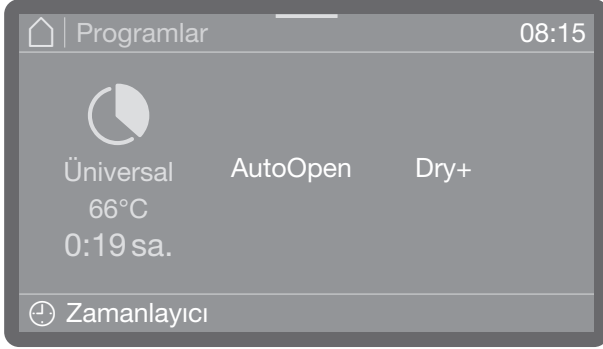 Programlar 08:15
Üniversal AutoOpen Dry+
66°C
0:19 sa.
Zamanlayıcı